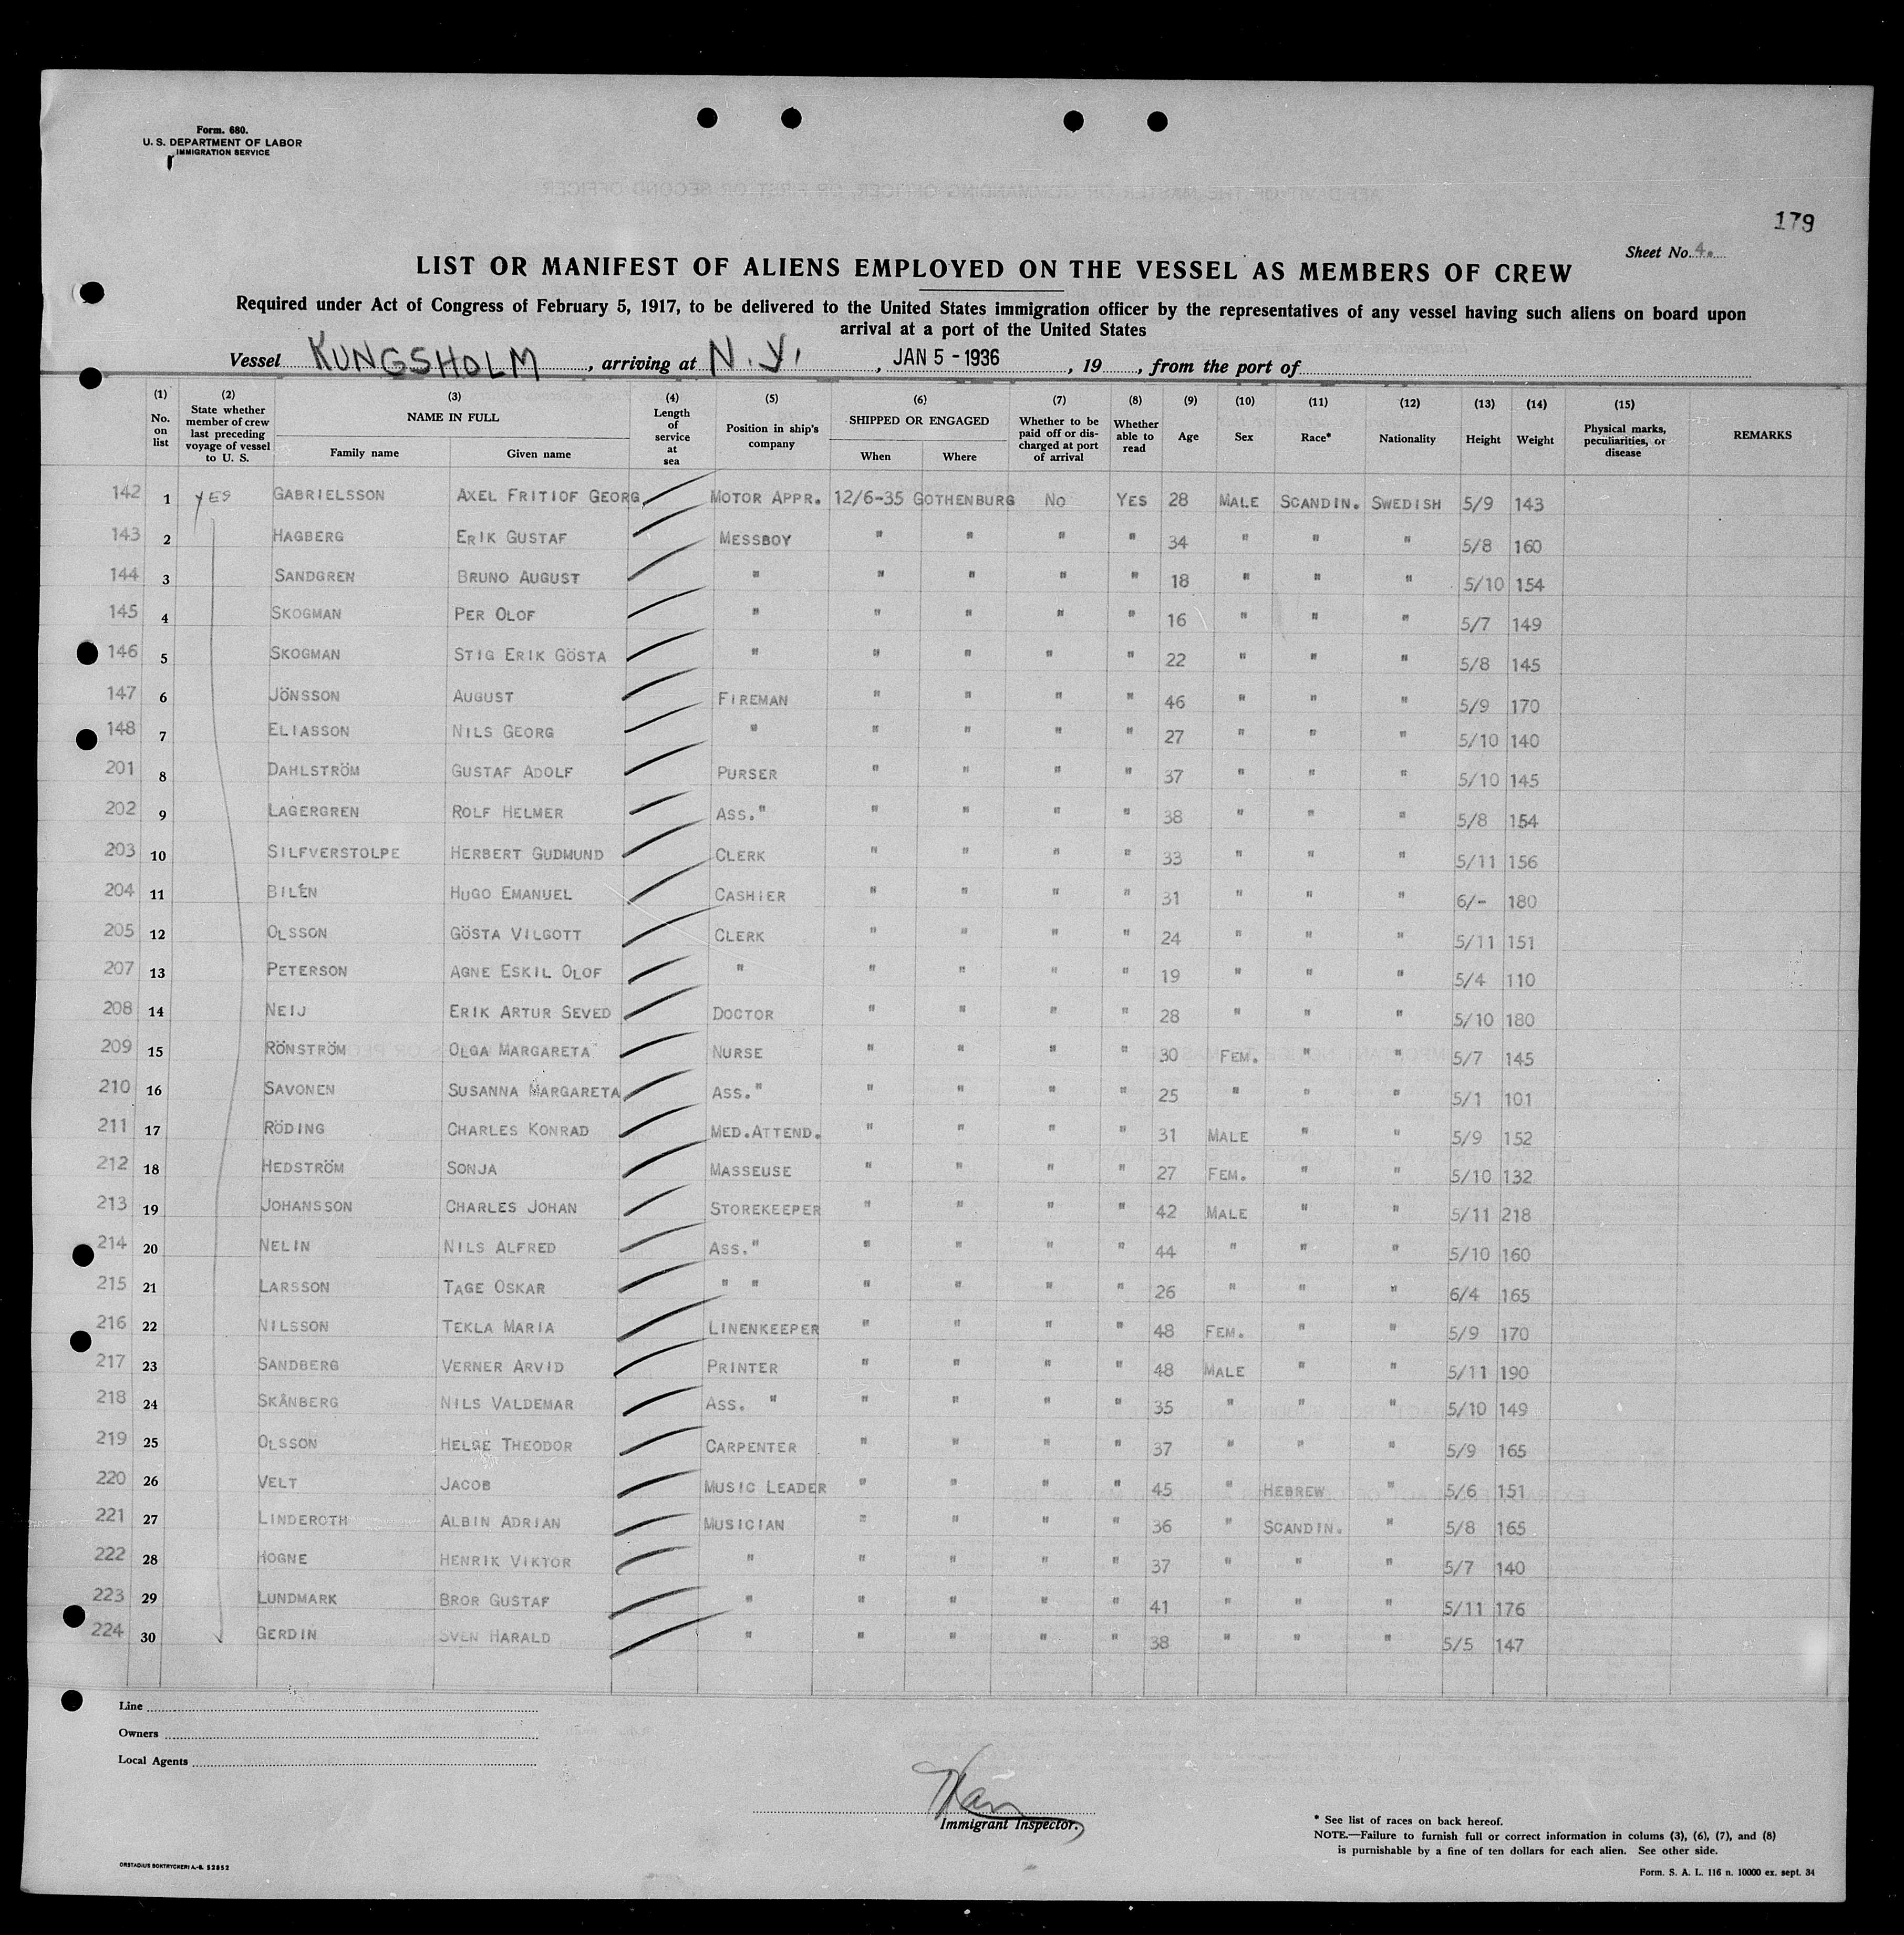 Form. 680.
U. S. DEPARTMENT OF LABOR
IMMIGRATION SERVICE
179
Sheet No. 4.
LIST OR MANIFEST OF ALIENS EMPLOYED ON THE VESSEL AS MEMBERS OF CREW
Required under Act of Congress of February 5, 1917, to be delivered to the United States immigration officer by the representatives of any vessel having such aliens on board upon
arrival at a port of the United States
Vessel KUNGSHOLM, arriving at N. Y., JAN 5 - 1936, 19 , from the port of
(1) No. on list (2) State whether member of crew last preceding voyage of vessel to U. S. (3) NAME IN FULL Family name Given name (4) Length of service at sea (5) Position in ship's company (6) SHIPPED OR ENGAGED When Where (7) Whether to be paid off or discharged at port of arrival (8) Whether able to read (9) Age (10) Sex (11) Race* (12) Nationality (13) Height (14) Weight (15) Physical marks, peculiarities, or disease REMARKS
142 1 YES GABRIELSSON AXEL FRITIOF GEORG MOTOR APPR. 12/6-35 GOTHENBURG NO YES 28 MALE SCANDIN. SWEDISH 5/9 143
143 2 HAGBERG ERIK GUSTAF MESSBOY " " " " 34 " " " 5/8 160
144 3 SANDGREN BRUNO AUGUST " " " " " 18 " " " 5/10 154
145 4 SKOGMAN PER OLOF " " " " " 16 " " " 5/7 149
146 5 SKOGMAN STIG ERIK GÖSTA " " " " " 22 " " " 5/8 145
147 6 JÖNSSON AUGUST FIREMAN " " " " 46 " " " 5/9 170
148 7 ELIASSON NILS GEORG " " " " " 27 " " " 5/10 140
201 8 DAHLSTRÖM GUSTAF ADOLF PURSER " " " " 37 " " " 5/10 145
202 9 LAGERGREN ROLF HELMER ASS." " " " " 38 " " " 5/8 154
203 10 SILFVERSTOLPE HERBERT GUDMUND CLERK " " " " 33 " " " 5/11 156
204 11 BILÉN HUGO EMANUEL CASHIER " " " " 31 " " " 6/- 180
205 12 OLSSON GÖSTA VILGOTT CLERK " " " " 24 " " " 5/11 151
207 13 PETERSON AGNE ESKIL OLOF " " " " " 19 " " " 5/4 110
208 14 NEIJ ERIK ARTUR SEVED DOCTOR " " " " 28 " " " 5/10 180
209 15 RÖNSTRÖM OLGA MARGARETA NURSE " " " " 30 FEM. " " 5/7 145
210 16 SAVONEN SUSANNA MARGARETA ASS." " " " " 25 " " " 5/1 101
211 17 RÖDING CHARLES KONRAD MED.ATTEND. " " " " 31 MALE " " 5/9 152
212 18 HEDSTRÖM SONJA MASSEUSE " " " " 27 FEM. " " 5/10 132
213 19 JOHANSSON CHARLES JOHAN STOREKEEPER " " " " 42 MALE " " 5/11 218
214 20 NELIN NILS ALFRED ASS." " " " " 44 " " " 5/10 160
215 21 LARSSON TAGE OSKAR " " " " " " 26 " " " 6/4 165
216 22 NILSSON TEKLA MARIA LINENKEEPER " " " " 48 FEM. " " 5/9 170
217 23 SANDBERG VERNER ARVID PRINTER " " " " 48 MALE " " 5/11 190
218 24 SKÅNBERG NILS VALDEMAR ASS. " " " " " 35 " " " 5/10 149
219 25 OLSSON HELGE THEODOR CARPENTER " " " " 37 " " " 5/9 165
220 26 VELT JACOB MUSIC LEADER " " " " 45 " HEBREW " 5/6 151
221 27 LINDEROTH ALBIN ADRIAN MUSICIAN " " " " 36 " SCANDIN. " 5/8 165
222 28 HOGNE HENRIK VIKTOR " " " " " 37 " " " 5/7 140
223 29 LUNDMARK BROR GUSTAF " " " " " 41 " " " 5/11 176
224 30 GERDIN SVEN HARALD " " " " " 38 " " " 5/5 147
Line
Owners
Local Agents
Immigrant Inspector.
* See list of races on back hereof.
NOTE.—Failure to furnish full or correct information in colums (3), (6), (7), and (8)
is punishable by a fine of ten dollars for each alien. See other side.
ORSTADIUS BOKTRYCKERI A.-B. 52852
Form. S. A. L. 116 n. 10000 ex. sept. 34